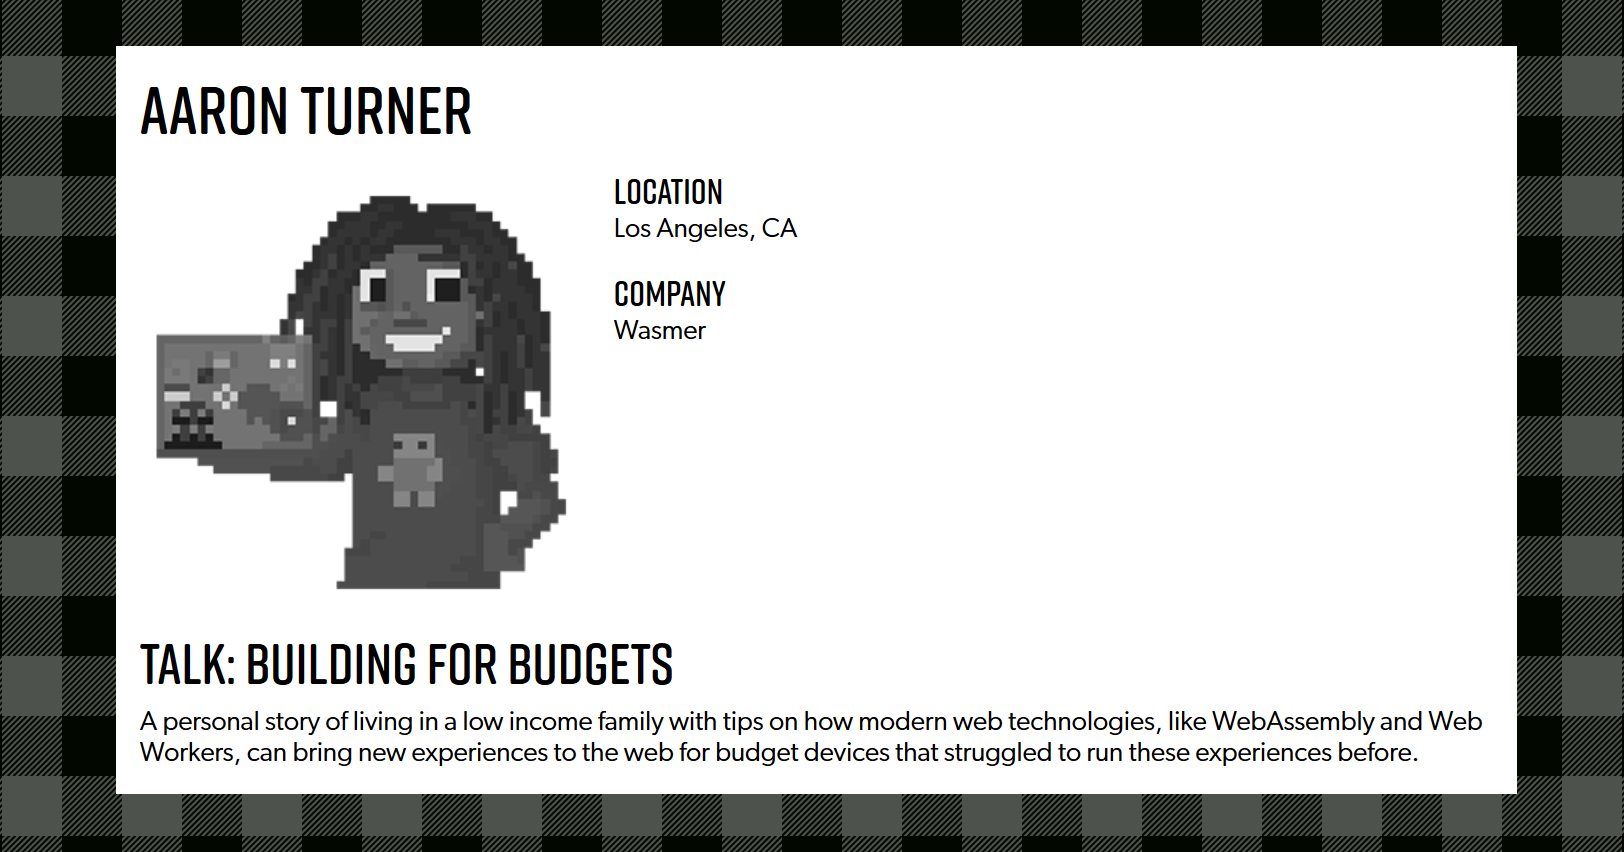 AARON TURNER
LOCATION
Los Angeles, CA
COMPANY
Wasmer
TALK: BUILDING FOR BUDGETS
A personal story of living in a low income family with tips on how modern web technologies, like WebAssembly and Web
Workers, can bring new experiences to the web for budget devices that struggled to run these experiences before.